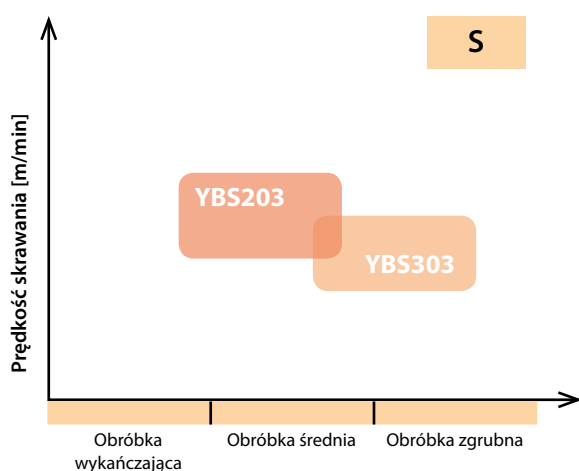 S
Prędkość skrawania [m/min]
YBS203
YBS303
Obróbka
wykańczająca
Obróbka średnia
Obróbka zgrubna